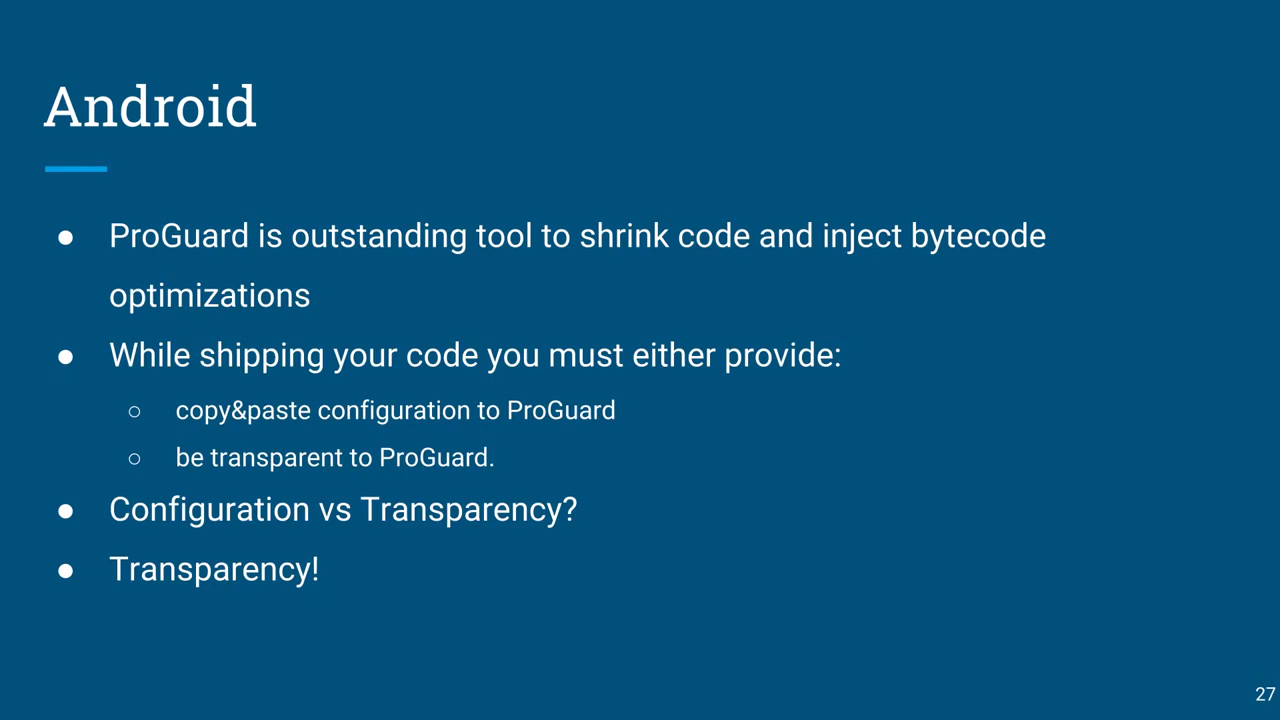 Android
● ProGuard is outstanding tool to shrink code and inject bytecode
optimizations
● While shipping your code you must either provide:
○ copy&paste configuration to ProGuard
○ be transparent to ProGuard.
● Configuration vs Transparency?
● Transparency!
27